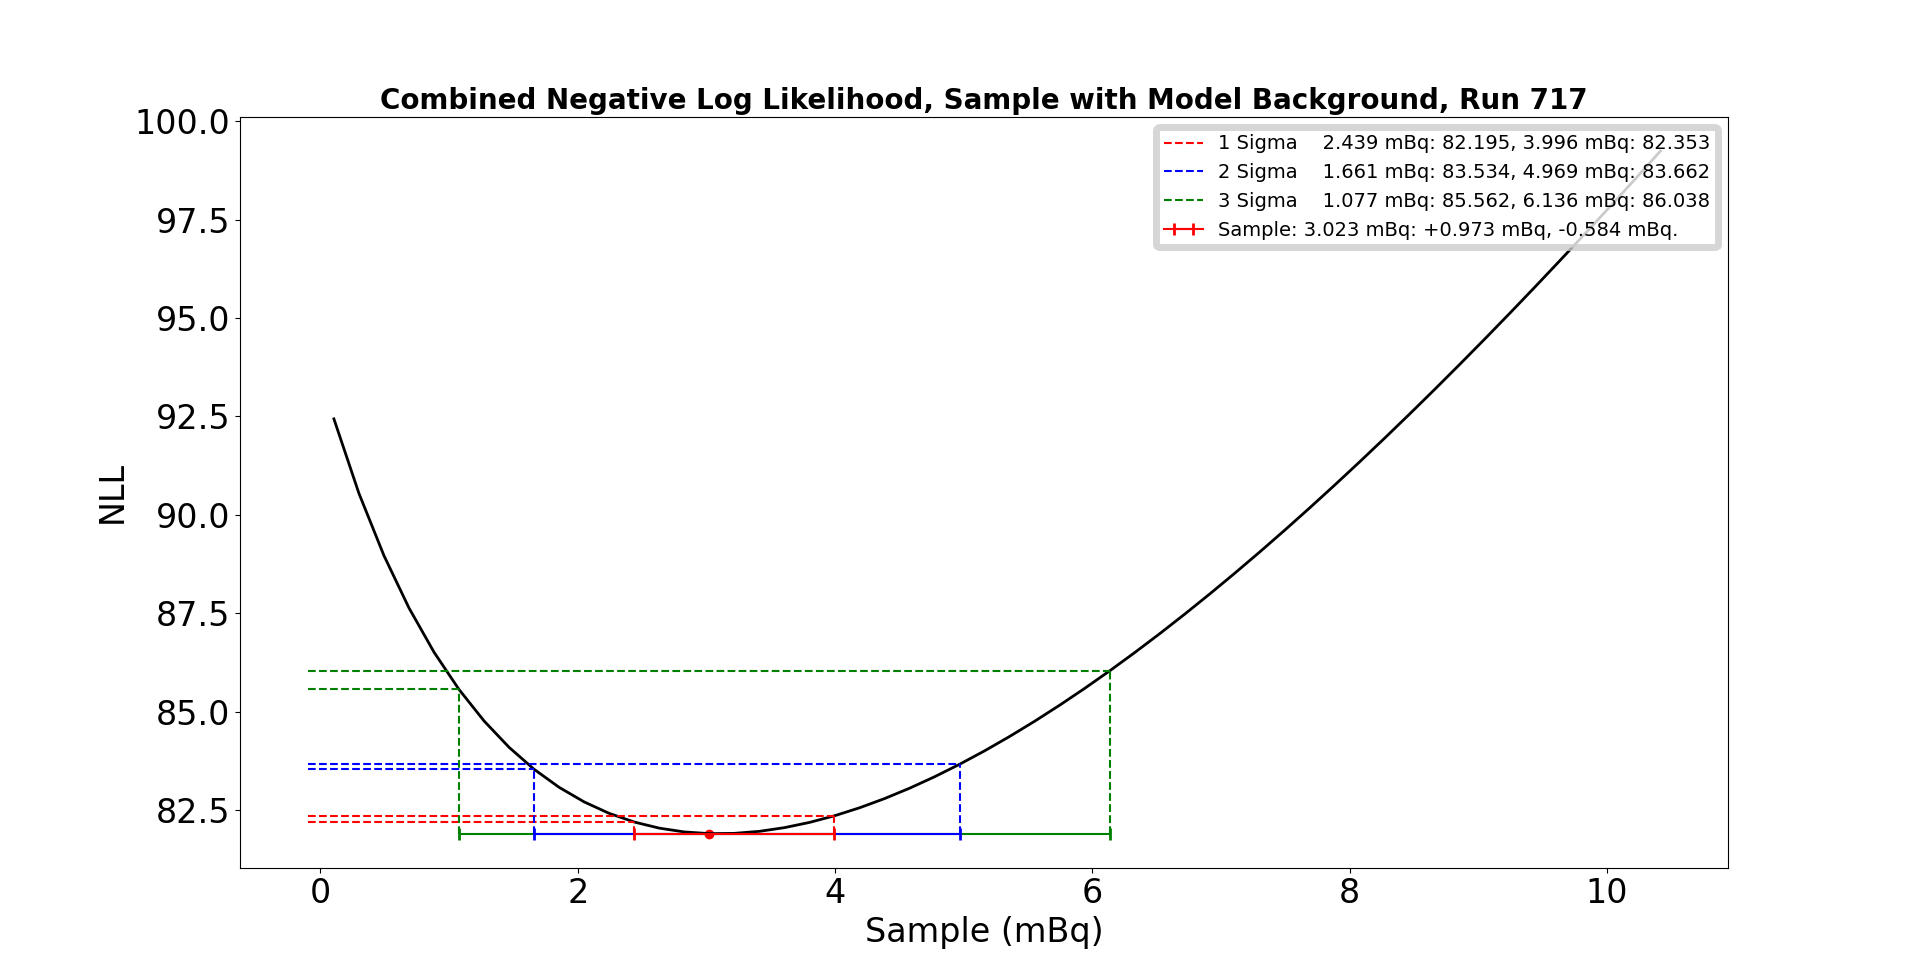 Combined Negative Log Likelihood, Sample with Model Background, Run 717
100.0
97.5
95.0
92.5
90.0
87.5
85.0
82.5
NLL
1 Sigma    2.439 mBq: 82.195, 3.996 mBq: 82.353
2 Sigma    1.661 mBq: 83.534, 4.969 mBq: 83.662
3 Sigma    1.077 mBq: 85.562, 6.136 mBq: 86.038
Sample: 3.023 mBq: +0.973 mBq, -0.584 mBq.
0 2 4 6 8 10
Sample (mBq)